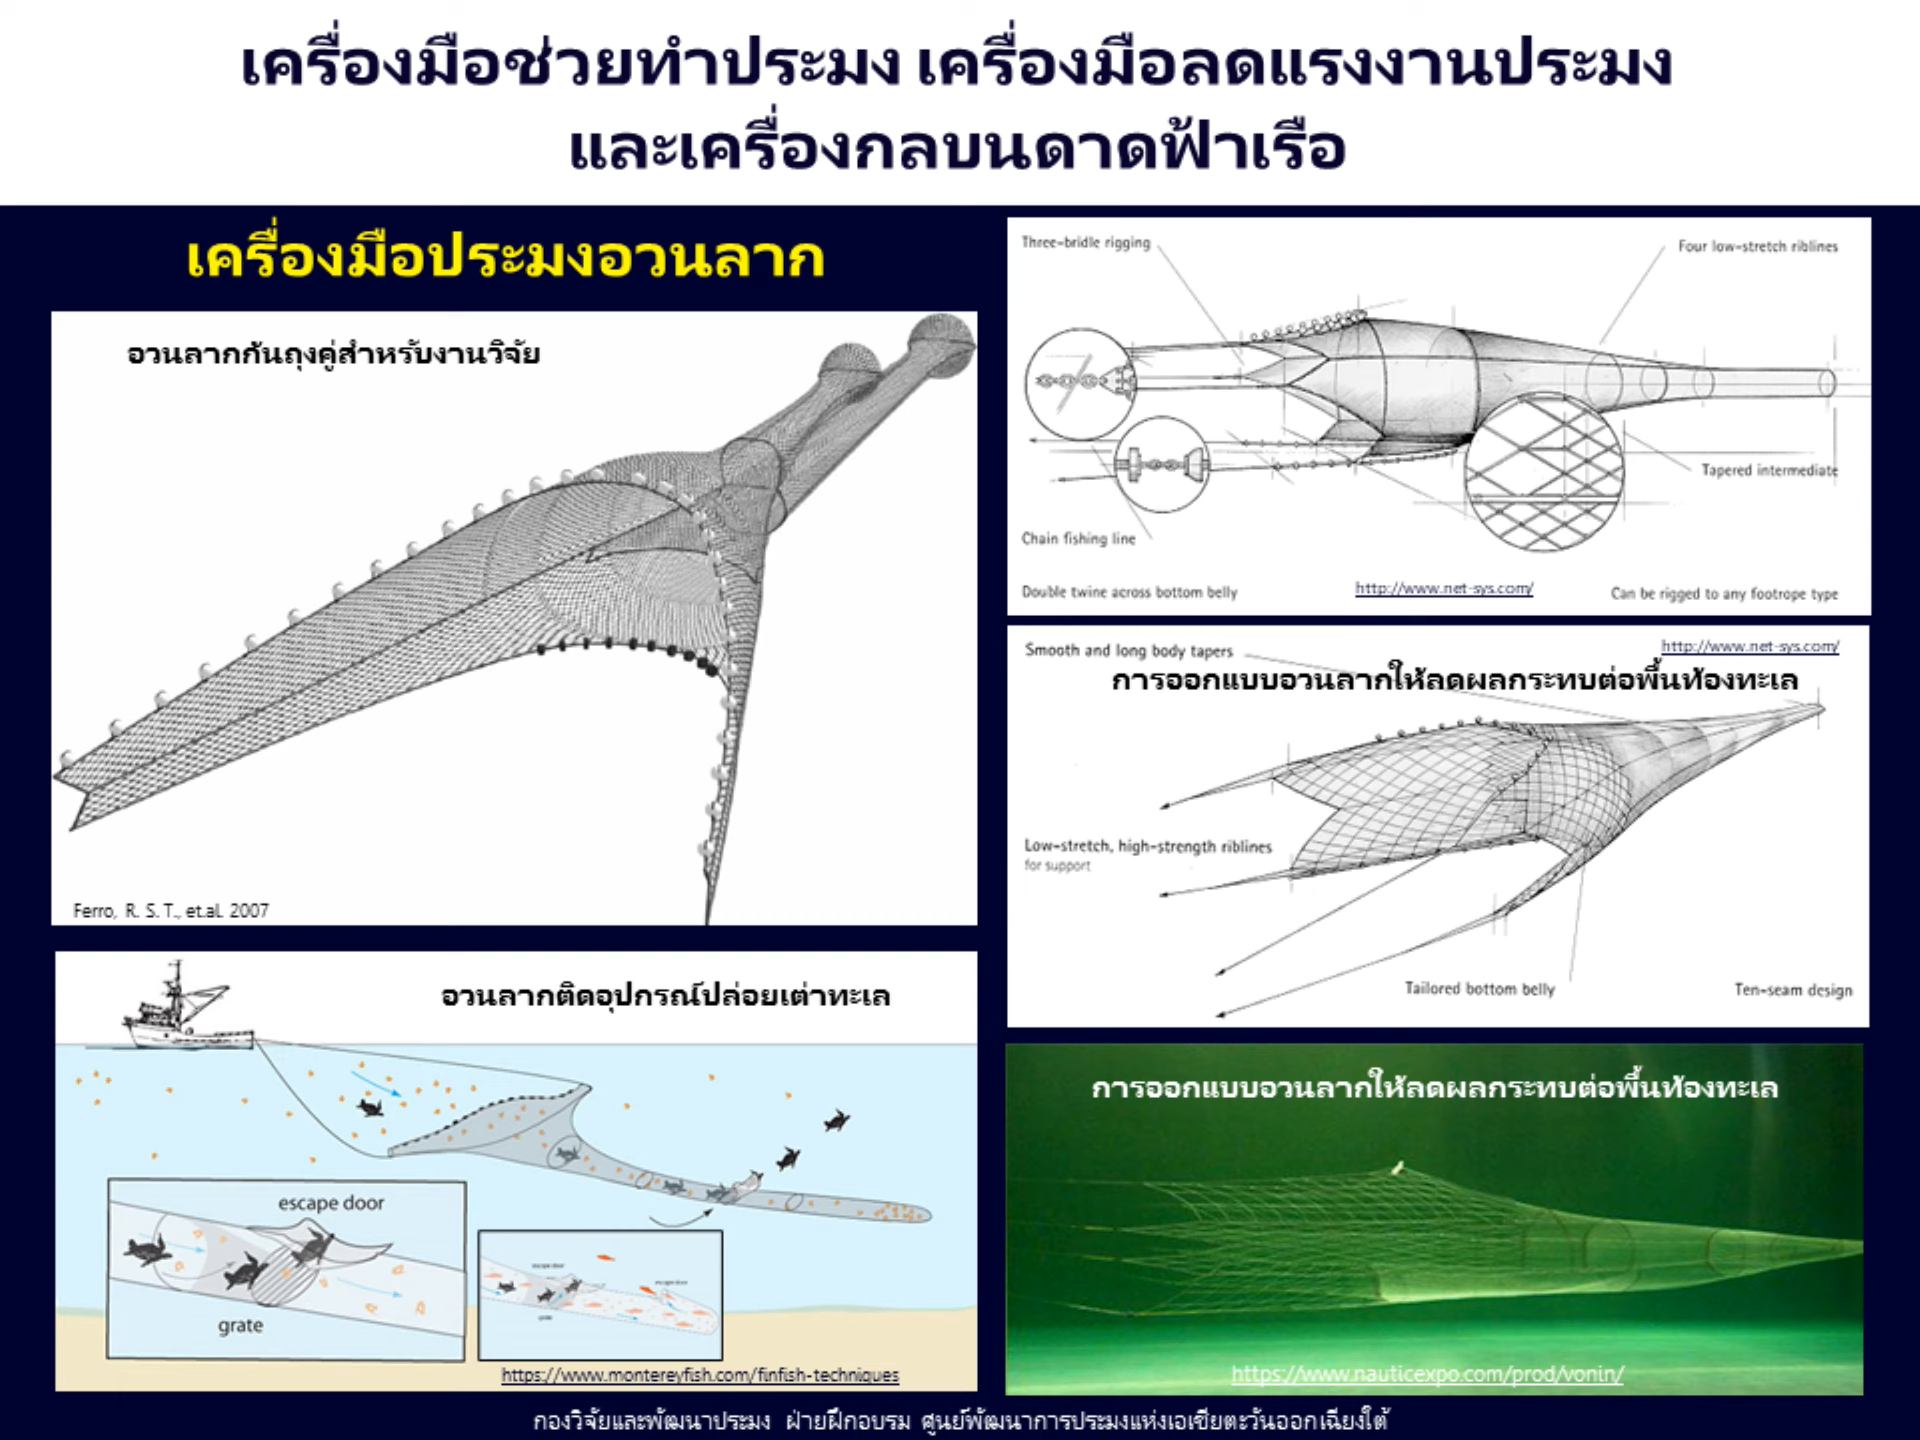 เครื่องมือช่วยทำประมง เครื่องมือลดแรงงานประมง
และเครื่องกลบนดาดฟ้าเรือ
เครื่องมือประมงอวนลาก
อวนลากก้นถุงคู่สำหรับงานวิจัย
Ferro, R. S. T., et.al. 2007
Three-bridle rigging
Four low-stretch riblines
Tapered intermediate
Chain fishing line
Double twine across bottom belly
http://www.net-sys.com/
Can be rigged to any footrope type
Smooth and long body tapers
http://www.net-sys.com/
การออกแบบอวนลากให้ลดผลกระทบต่อพื้นท้องทะเล
Low-stretch, high-strength riblines
for support
Tailored bottom belly
Ten-seam design
อวนลากติดอุปกรณ์ปล่อยเต่าทะเล
escape door
grate
escape door
escape door
grate
https://www.montereyfish.com/finfish-techniques
การออกแบบอวนลากให้ลดผลกระทบต่อพื้นท้องทะเล
https://www.nauticexpo.com/prod/vonin/
กองวิจัยและพัฒนาประมง ฝ่ายฝึกอบรม ศูนย์พัฒนาการประมงแห่งเอเชียตะวันออกเฉียงใต้